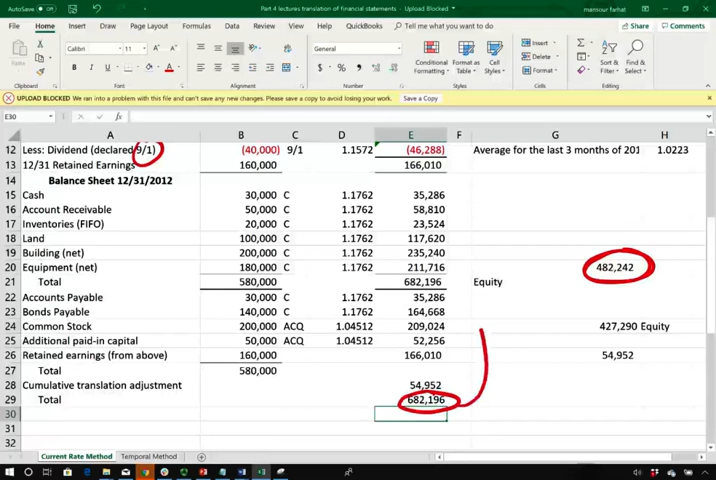 AutoSave Off
Part 4 lectures translation of financial statements - Upload Blocked
mamour farhat
File Home Insert Draw Page Layout Formulas Data Review View Help QuickBooks Tell me what you want to do Share Comments
Paste
Calibri 11
B I U
General
$ % ,
Conditional Formatting
Format as Table
Cell Styles
Insert
Delete
Format
Sort & Filter
Find & Select
Clipboard Font Alignment Number Styles Cells Editing
UPLOAD BLOCKED We ran into a problem with this file and can't save any new changes. Please save a copy to avoid losing your work. Save a Copy
E30 fx
A B C D E F G H
12 Less: Dividend (declared 9/1) (40,000) 9/1 1.1572 (46,288) Average for the last 3 months of 201 1.0223
13 12/31 Retained Earnings 160,000 166,010
14 Balance Sheet 12/31/2012
15 Cash 30,000 C 1.1762 35,286
16 Account Receivable 50,000 C 1.1762 58,810
17 Inventories (FIFO) 20,000 C 1.1762 23,524
18 Land 100,000 C 1.1762 117,620
19 Building (net) 200,000 C 1.1762 235,240
20 Equipment (net) 180,000 C 1.1762 211,716 482,242
21 Total 580,000 682,196 Equity
22 Accounts Payable 30,000 C 1.1762 35,286
23 Bonds Payable 140,000 C 1.1762 164,668
24 Common Stock 200,000 ACQ 1.04512 209,024 427,290 Equity
25 Additional paid-in capital 50,000 ACQ 1.04512 52,256
26 Retained earnings (from above) 160,000 166,010 54,952
27 Total 580,000
28 Cumulative translation adjustment 54,952
29 Total 682,196
30
31
32
Current Rate Method Temporal Method